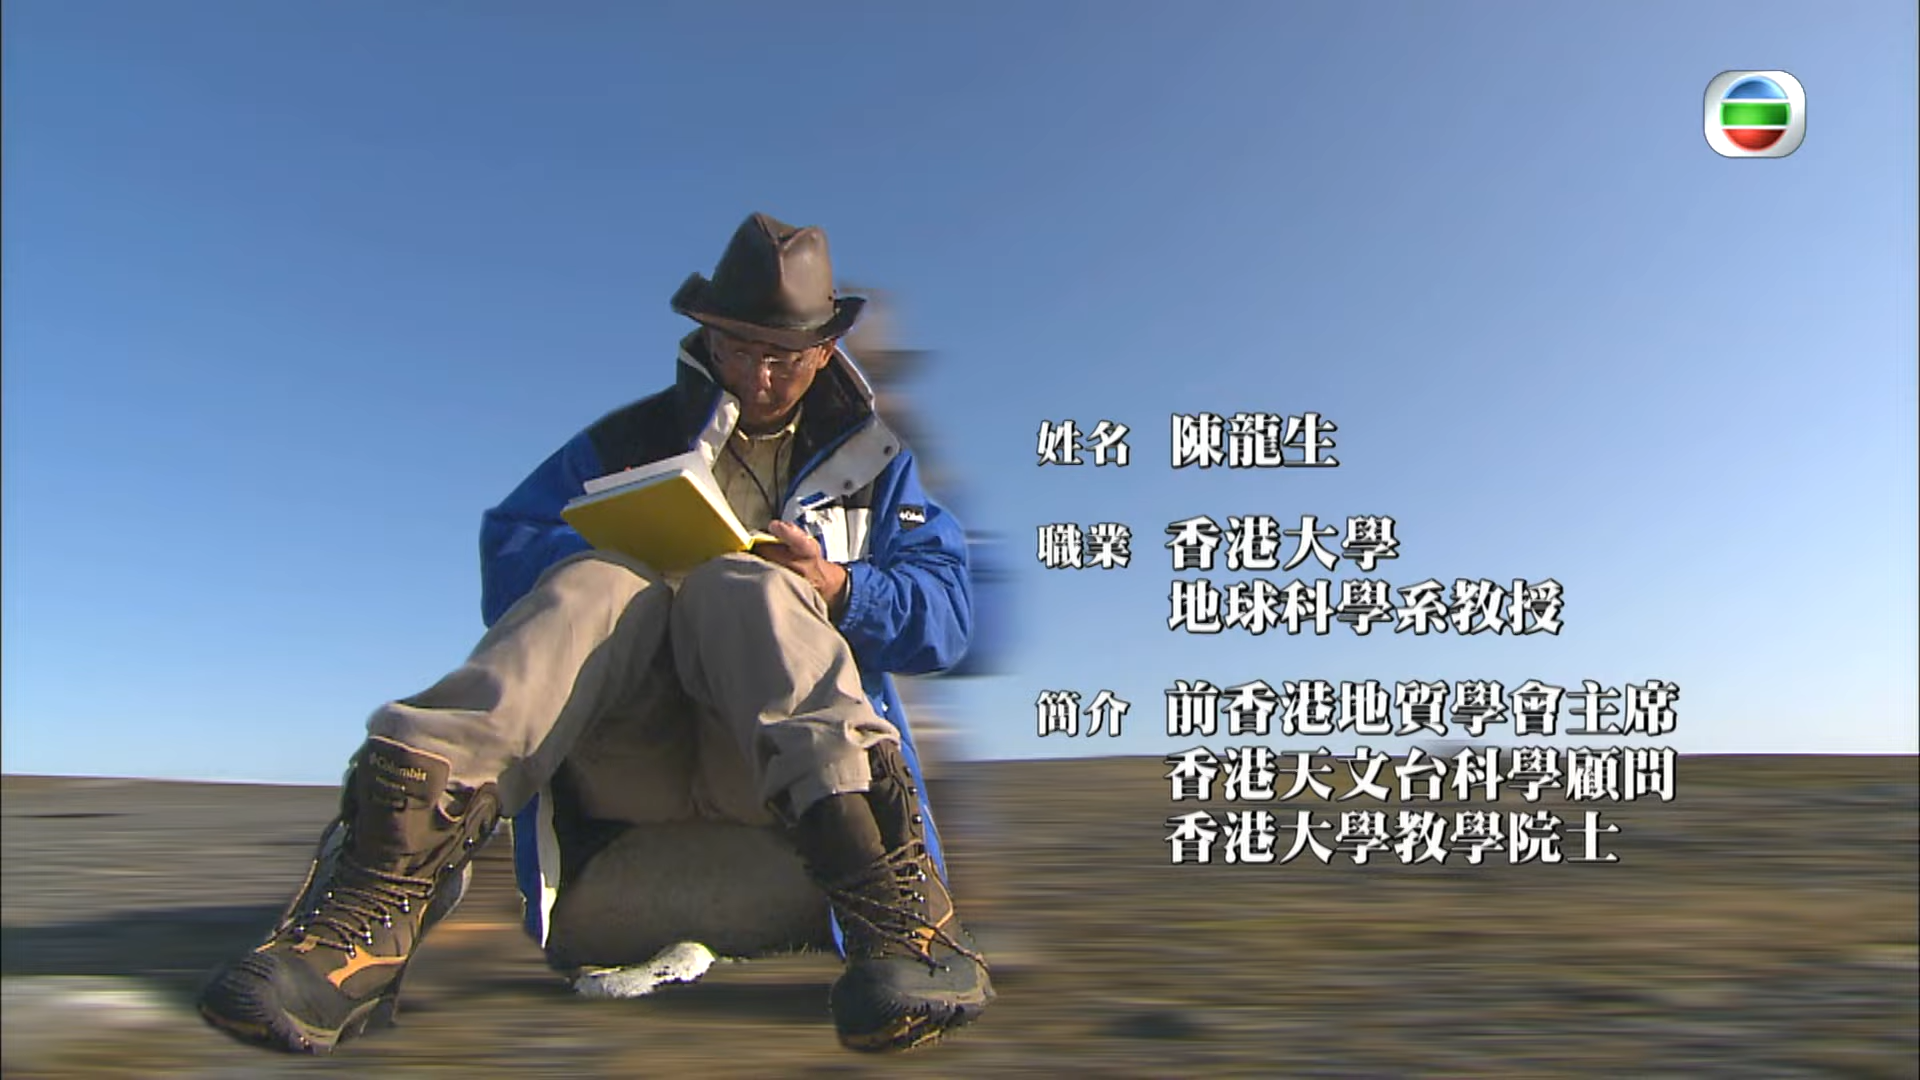 姓名 陳龍生
職業 香港大學
地球科學系教授
簡介 前香港地質學會主席
香港天文台科學顧問
香港大學教學院士
Columbia